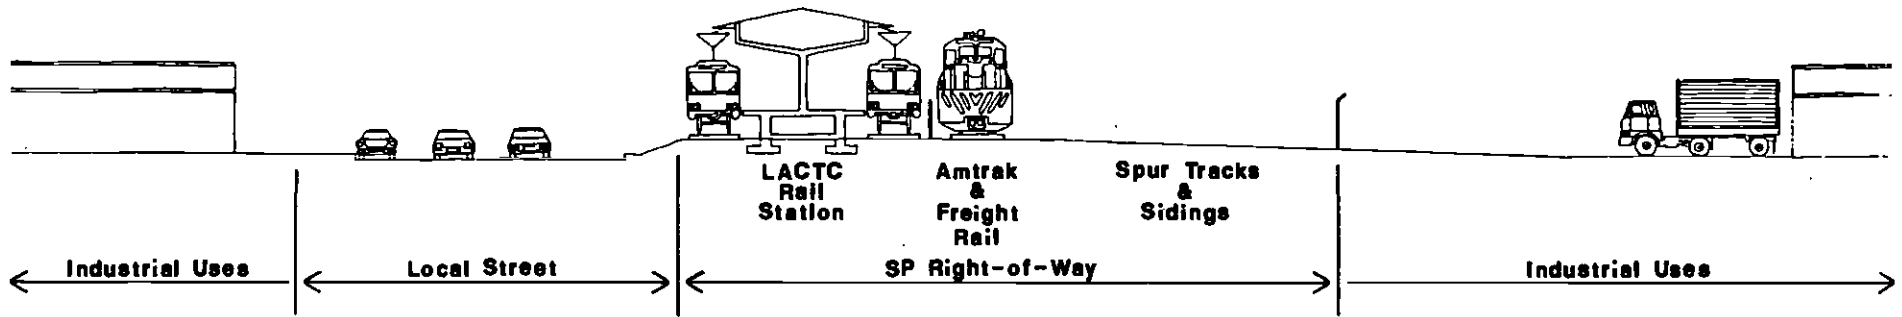 LACTC
Rail
Station
Amtrak
&
Freight
Rail
Spur Tracks
&
Sidings
Industrial Uses
Local Street
SP Right-of-Way
Industrial Uses